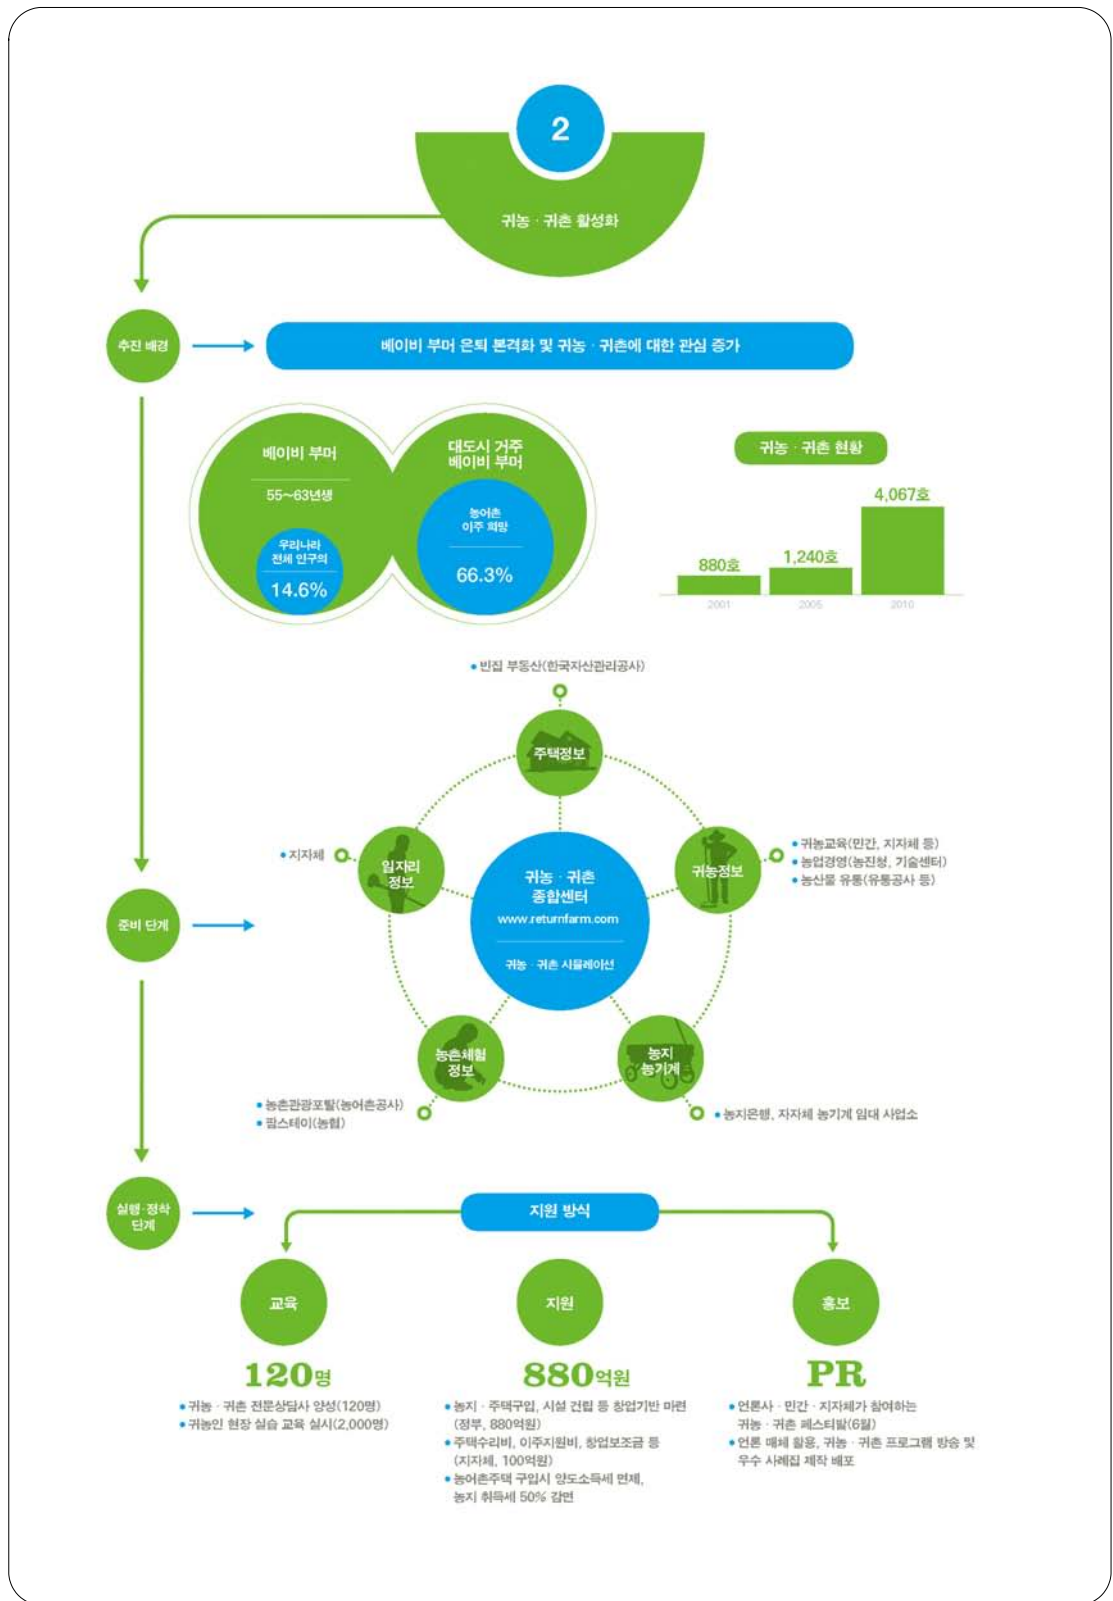 2
귀농 · 귀촌 활성화
추진 배경
베이비 부머 은퇴 본격화 및 귀농 · 귀촌에 대한 관심 증가
베이비 부머
55~63년생
우리나라
전체 인구의
14.6%
대도시 거주
베이비 부머
농어촌
이주 희망
66.3%
귀농 · 귀촌 현황
880호
1,240호
4,067호
2001
2005
2010
준비 단계
빈집 부동산(한국자산관리공사)
주택정보
지자체
일자리
정보
귀농 · 귀촌
종합센터
www.returnfarm.com
귀농 · 귀촌 시뮬레이션
귀농정보
귀농교육(민간, 지자체 등)
농업경영(농진청, 기술센터)
농산물 유통(유통공사 등)
농촌체험
정보
농촌관광포탈(농어촌공사)
팜스테이(농협)
농지
농기계
농지은행, 자자체 농기계 임대 사업소
실행·정착
단계
지원 방식
교육
120명
귀농 · 귀촌 전문상담사 양성(120명)
귀농인 현장 실습 교육 실시(2,000명)
지원
880억원
농지 · 주택구입, 시설 건립 등 창업기반 마련
(정부, 880억원)
주택수리비, 이주지원비, 창업보조금 등
(지자체, 100억원)
농어촌주택 구입시 양도소득세 면제,
농지 취득세 50% 감면
홍보
PR
언론사 · 민간 · 지자체가 참여하는
귀농 · 귀촌 페스티발(6월)
언론 매체 활용, 귀농 · 귀촌 프로그램 방송 및
우수 사례집 제작 배포